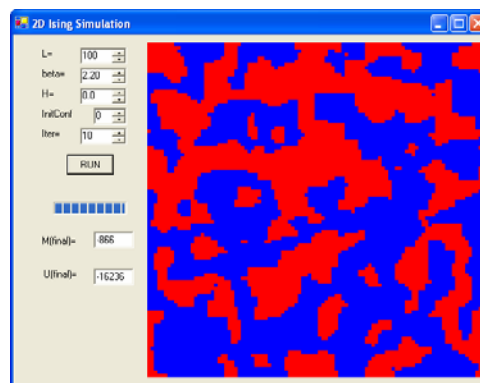 2D Ising Simulation
L= 100
beta= 2.20
H= 0.0
InitConf 0
Iter= 10
RUN
M(final)= -866
U(final)= -16236